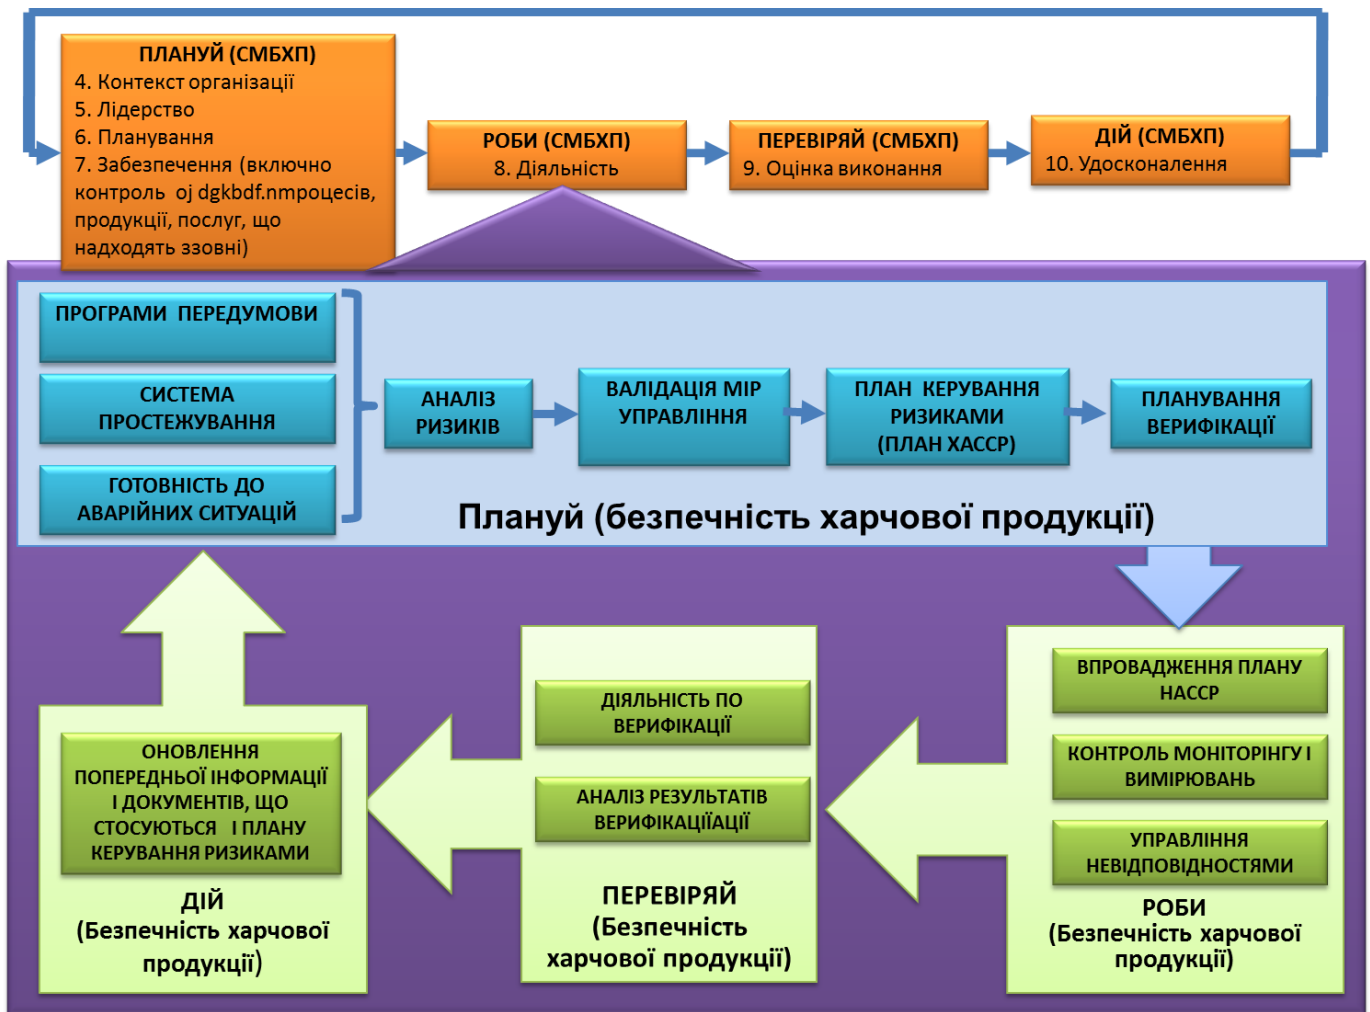 ПЛАНУЙ (СМБХП)
4. Контекст організації
5. Лідерство
6. Планування
7. Забезпечення (включно
контроль  oj dgkbdf.nmпроцесів,
продукції, послуг, що
надходять ззовні)
РОБИ (СМБХП)
8. Діяльність
ПЕРЕВІРЯЙ (СМБХП)
9. Оцінка виконання
ДІЙ (СМБХП)
10. Удосконалення
ПРОГРАМИ  ПЕРЕДУМОВИ
СИСТЕМА
ПРОСТЕЖУВАННЯ
ГОТОВНІСТЬ ДО
АВАРІЙНИХ СИТУАЦІЙ
АНАЛІЗ
РИЗИКІВ
ВАЛІДАЦІЯ МІР
УПРАВЛІННЯ
ПЛАН  КЕРУВАННЯ
РИЗИКАМИ
(ПЛАН ХАССР)
ПЛАНУВАННЯ
ВЕРИФІКАЦІЇ
Плануй (безпечність харчової продукції)
ВПРОВАДЖЕННЯ ПЛАНУ
НАССР
КОНТРОЛЬ МОНІТОРІНГУ І
ВИМІРЮВАНЬ
УПРАВЛІННЯ
НЕВІДПОВІДНОСТЯМИ
РОБИ
(Безпечність харчової
продукції)
ДІЯЛЬНІСТЬ ПО
ВЕРИФІКАЦІЇ
АНАЛІЗ РЕЗУЛЬТАТІВ
ВЕРИФІКАЦІЇАЦІЇ
ПЕРЕВІРЯЙ
(Безпечність
харчової продукції)
ОНОВЛЕННЯ
ПОПЕРЕДНЬОЇ ІНФОРМАЦІЇ
І ДОКУМЕНТІВ, ЩО
СТОСУЮТЬСЯ   І ПЛАНУ
КЕРУВАННЯ РИЗИКАМИ
ДІЙ
(Безпечність харчової
продукції)